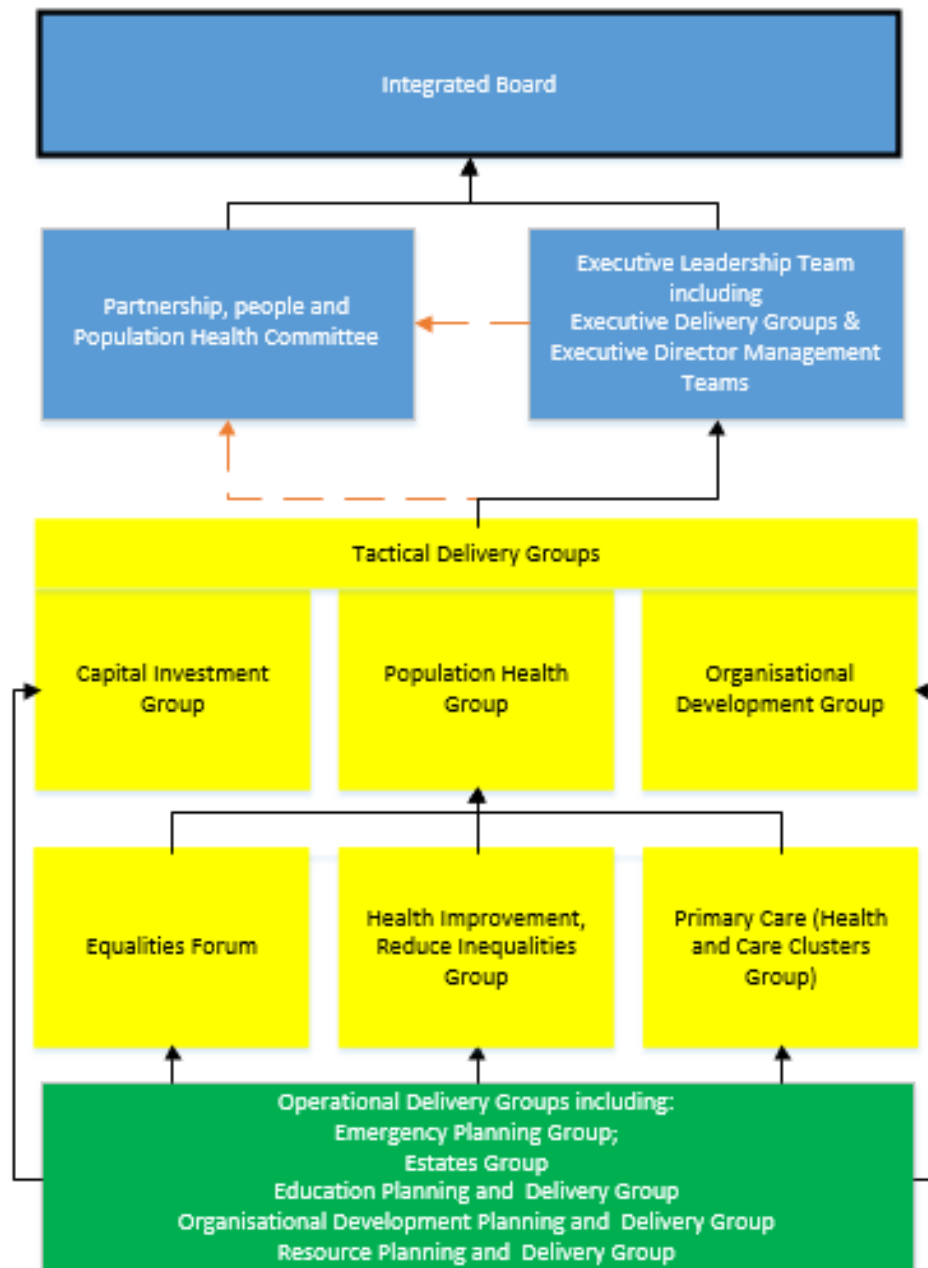 Integrated Board
Partnership, people and
Population Health Committee
Executive Leadership Team
including
Executive Delivery Groups &
Executive Director Management
Teams
Tactical Delivery Groups
Capital Investment
Group
Population Health
Group
Organisational
Development Group
Equalities Forum
Health Improvement,
Reduce Inequalities
Group
Primary Care (Health
and Care Clusters
Group)
Operational Delivery Groups including:
Emergency Planning Group;
Estates Group
Education Planning and Delivery Group
Organisational Development Planning and Delivery Group
Resource Planning and Delivery Group